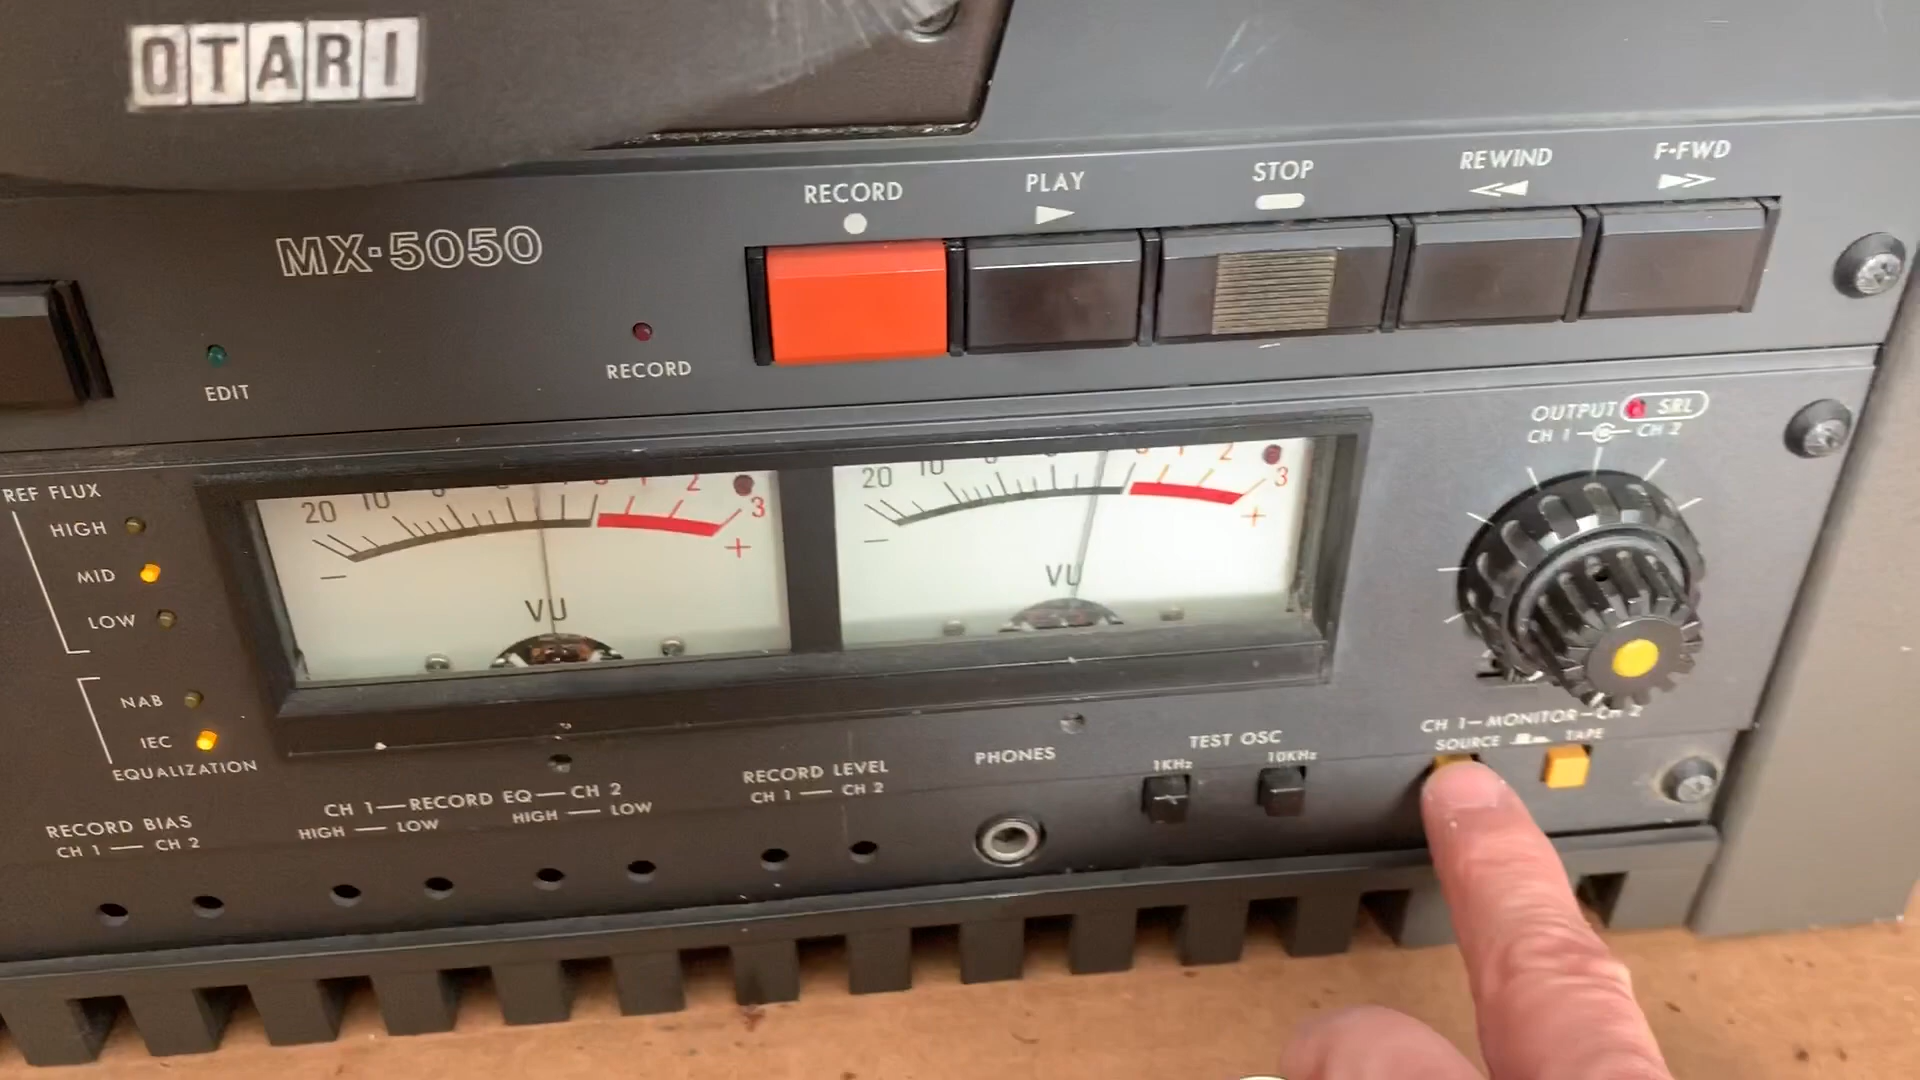 OTARI
RECORD
PLAY
STOP
REWIND
F·FWD
MX-5050
EDIT
RECORD
OUTPUT SRL
CH 1 CH 2
REF FLUX
HIGH
MID
LOW
NAB
IEC
EQUALIZATION
20 10 1 2 3
- +
VU
20 10 0 1 2 3
- +
VU
CH 1—MONITOR—CH 2
SOURCE TAPE
TEST OSC
1KHz 10KHz
PHONES
RECORD LEVEL
CH 1 — CH 2
CH 1—RECORD EQ—CH 2
HIGH — LOW HIGH — LOW
RECORD BIAS
CH 1 — CH 2